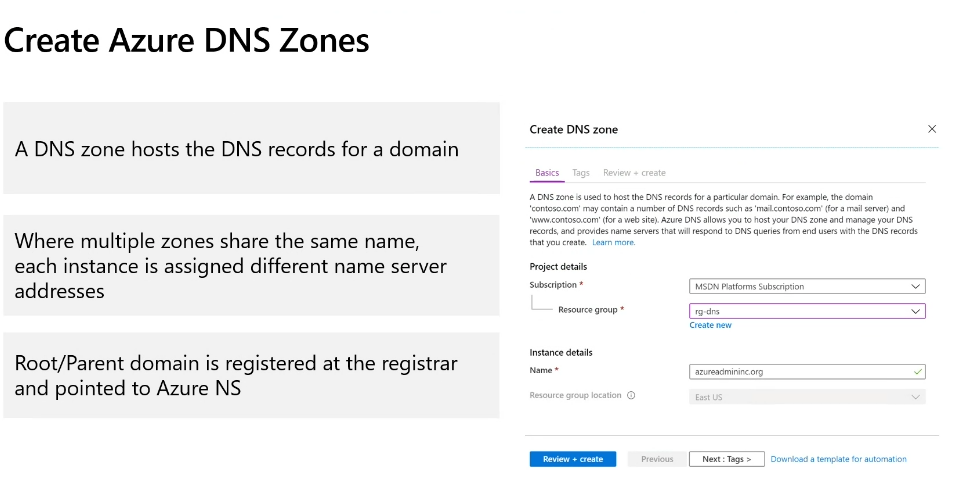 Create Azure DNS Zones
A DNS zone hosts the DNS records for a domain
Where multiple zones share the same name,
each instance is assigned different name server
addresses
Root/Parent domain is registered at the registrar
and pointed to Azure NS
Create DNS zone
Basics Tags Review + create
A DNS zone is used to host the DNS records for a particular domain. For example, the domain
'contoso.com' may contain a number of DNS records such as 'mail.contoso.com' (for a mail server) and
'www.contoso.com' (for a web site). Azure DNS allows you to host your DNS zone and manage your DNS
records, and provides name servers that will respond to DNS queries from end users with the DNS records
that you create. Learn more.
Project details
Subscription * MSDN Platforms Subscription
Resource group * rg-dns
Create new
Instance details
Name * azureadmininc.org
Resource group location East US
Review + create Previous Next : Tags > Download a template for automation